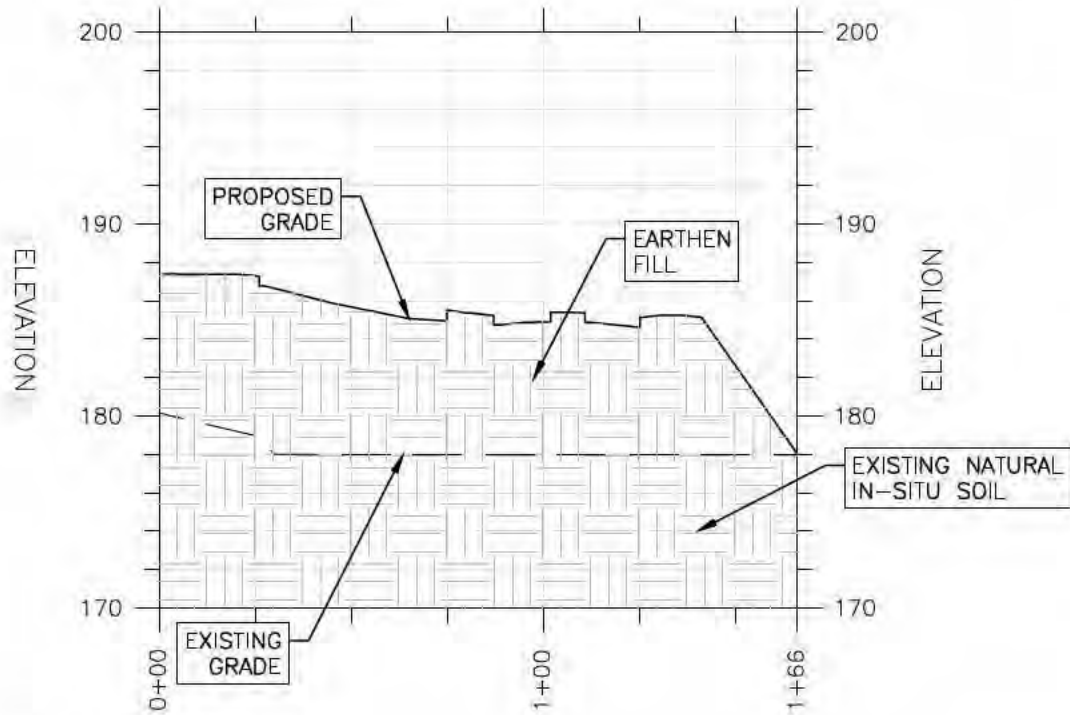 200
200
PROPOSED
GRADE
190
190
EARTHEN
FILL
ELEVATION
ELEVATION
180
180
EXISTING NATURAL
IN-SITU SOIL
170
170
EXISTING
GRADE
0+00
1+00
1+66